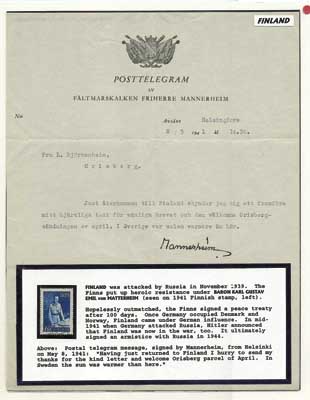 FINLAND
POSTTELEGRAM
AV
FÄLTMARSKALKEN FRIHERRE MANNERHEIM
No
Avsänt Helsingfors
8/5 1941 kl 14.30.
Fru L. Björkenheim,
Orisberg.
Just återkommen till Finland skyndar jag mig att framföra
mitt hjärtliga tack för vänliga brevet och den välkomna Orisberg-
sändningen av april. I Sverige var solen varmare än här.
Mannerheim
FINLAND was attacked by Russia in November 1939. The
Finns put up heroic resistance under BARON KARL GUSTAV
EMIL von MATTERHEIM (seen on 1941 Finnish stamp, left).
Hopelessly outmatched, the Finns signed a peace treaty
after 100 days. Once Germany occupied Denmark and
Norway, Finland came under German influence. In mid-
1941 when Germany attacked Russia, Hitler announced
that Finland was now in the war, too. It ultimately
signed an armistice with Russia in 1944.
Above: Postal telegram message, signed by Mannerheim, from Helsinki
on May 8, 1941: "Having just returned to Finland I hurry to send my
thanks for the kind letter and welcome Orisberg parcel of April. In
Sweden the sun was warmer than here."